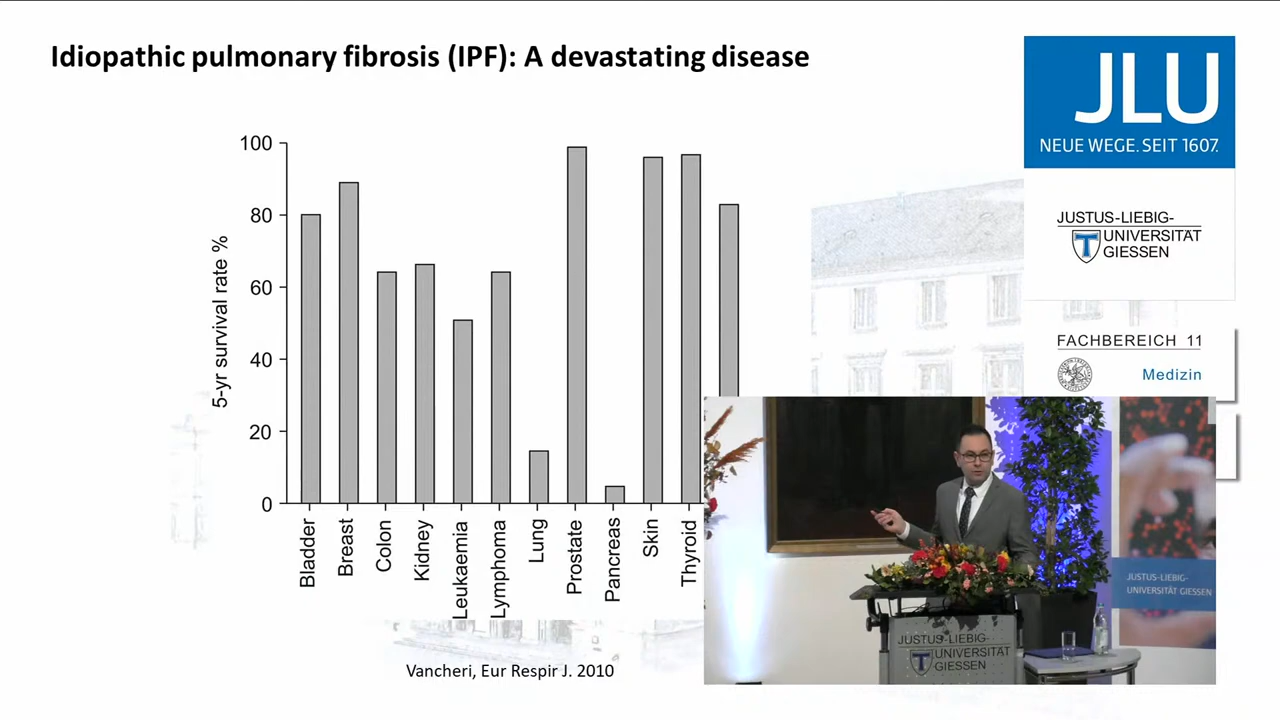 Idiopathic pulmonary fibrosis (IPF): A devastating disease
JLU
NEUE WEGE. SEIT 1607.
JUSTUS-LIEBIG-
UNIVERSITÄT
GIESSEN
FACHBEREICH 11
Medizin
5-yr survival rate %
100
80
60
40
20
0
Bladder
Breast
Colon
Kidney
Leukaemia
Lymphoma
Lung
Prostate
Pancreas
Skin
Thyroid
Vancheri, Eur Respir J. 2010
JUSTUS-LIEBIG-
UNIVERSITÄT GIESSEN
JUSTUS-LIEBIG-
UNIVERSITÄT
GIESSEN